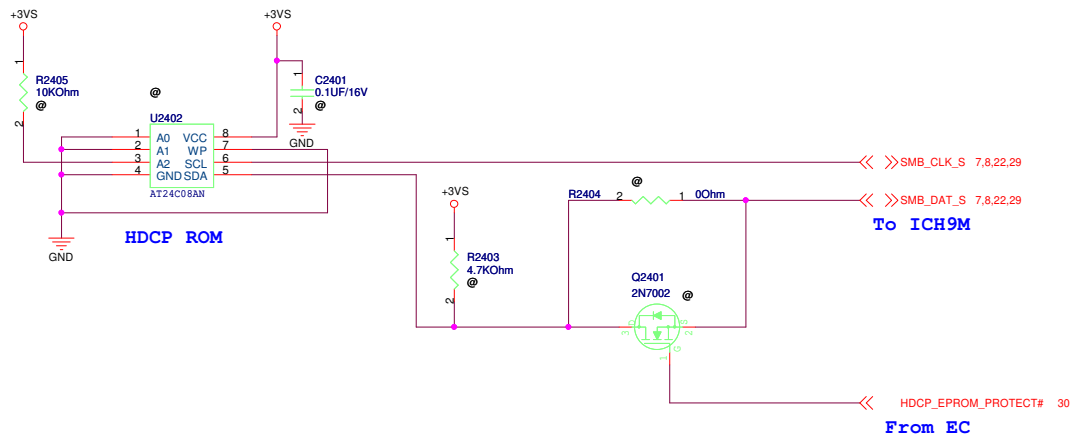 +3VS
+3VS
1
R2405
10KOhm
@
2
@
1
C2401
0.1UF/16V
@
2
GND
U2402
1 A0 VCC 8
2 A1 WP 7
3 A2 SCL 6
4 GND SDA 5
AT24C08AN
SMB_CLK_S 7,8,22,29
+3VS
@
R2404 2 1 0Ohm
SMB_DAT_S 7,8,22,29
To ICH9M
HDCP ROM
GND
1
R2403
4.7KOhm
@
2
Q2401
2N7002
@
3 D
S 2
G
1
HDCP_EPROM_PROTECT# 30
From EC